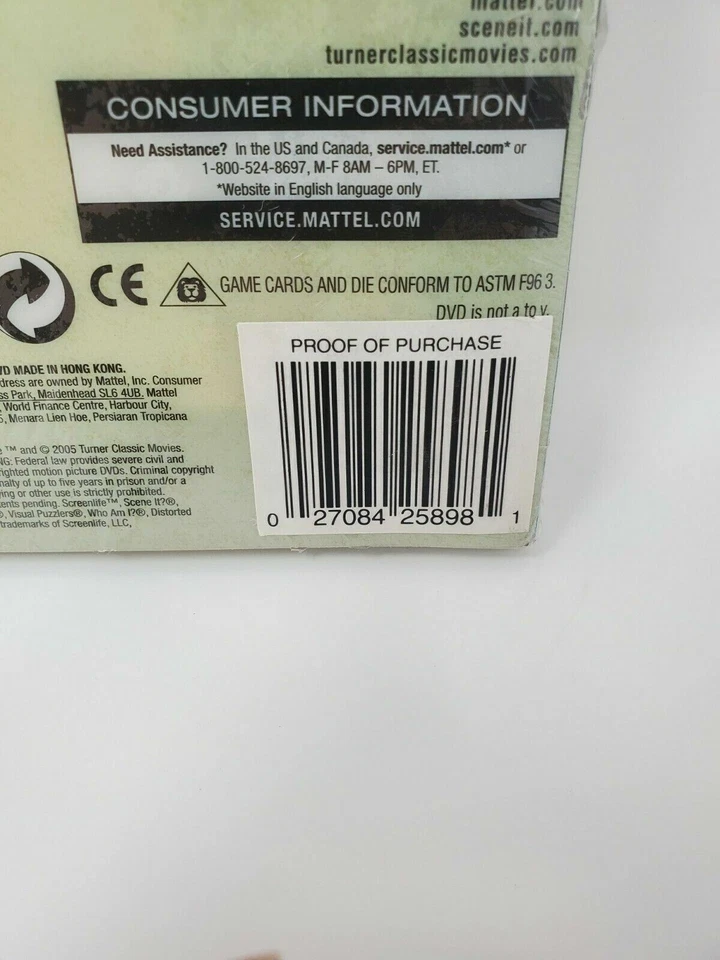 mattel.com
sceneit.com
turnerclassicmovies.com
CONSUMER INFORMATION
Need Assistance? In the US and Canada, service.mattel.com* or
1-800-524-8697, M-F 8AM – 6PM, ET.
*Website in English language only
SERVICE.MATTEL.COM
CE
GAME CARDS AND DIE CONFORM TO ASTM F96 3.
DVD is not a toy.
PROOF OF PURCHASE
0 27084 25898 1
MADE IN HONG KONG.
are owned by Mattel, Inc. Consumer
Park, Maidenhead SL6 4UB. Mattel
World Finance Centre, Harbour City,
Menara Lien Hoe, Persiaran Tropicana
™ and © 2005 Turner Classic Movies.
Federal law provides severe civil and
motion picture DVDs. Criminal copyright
of up to five years in prison and/or a
or other use is strictly prohibited.
pending. Screenlife™, Scene It?®,
, Visual Puzzlers®, Who Am I?®, Distorted
trademarks of Screenlife, LLC,